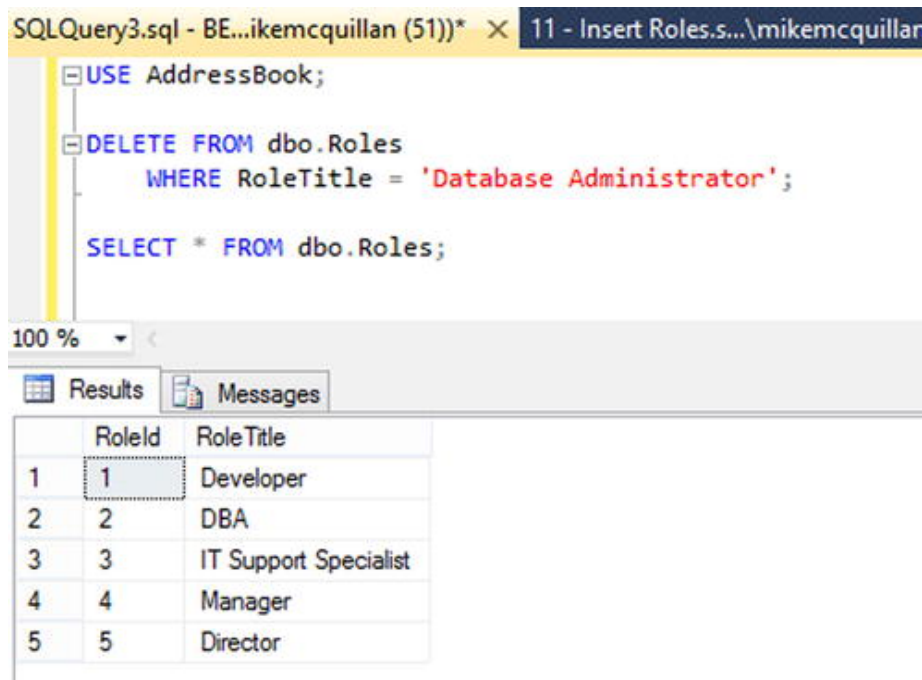 SQLQuery3.sql - BE...ikemcquillan (51))* 11 - Insert Roles.s...\mikemcquillan
USE AddressBook;
DELETE FROM dbo.Roles
WHERE RoleTitle = 'Database Administrator';
SELECT * FROM dbo.Roles;
100 %
Results Messages
RoleId RoleTitle
1 1 Developer
2 2 DBA
3 3 IT Support Specialist
4 4 Manager
5 5 Director